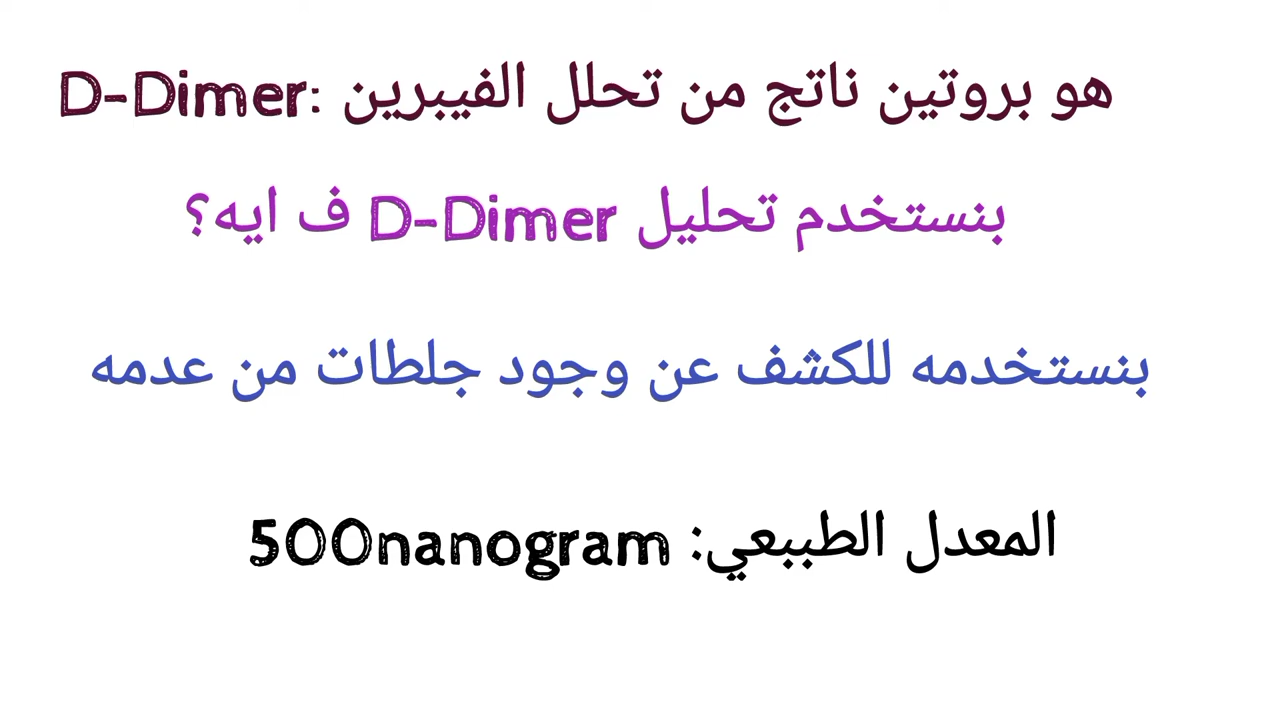 D-Dimer: هو بروتين ناتج من تحلل الفيبرين
بنستخدم تحليل D-Dimer ف ايه؟
بنستخدمه للكشف عن وجود جلطات من عدمه
المعدل الطبيعي: 500nanogram